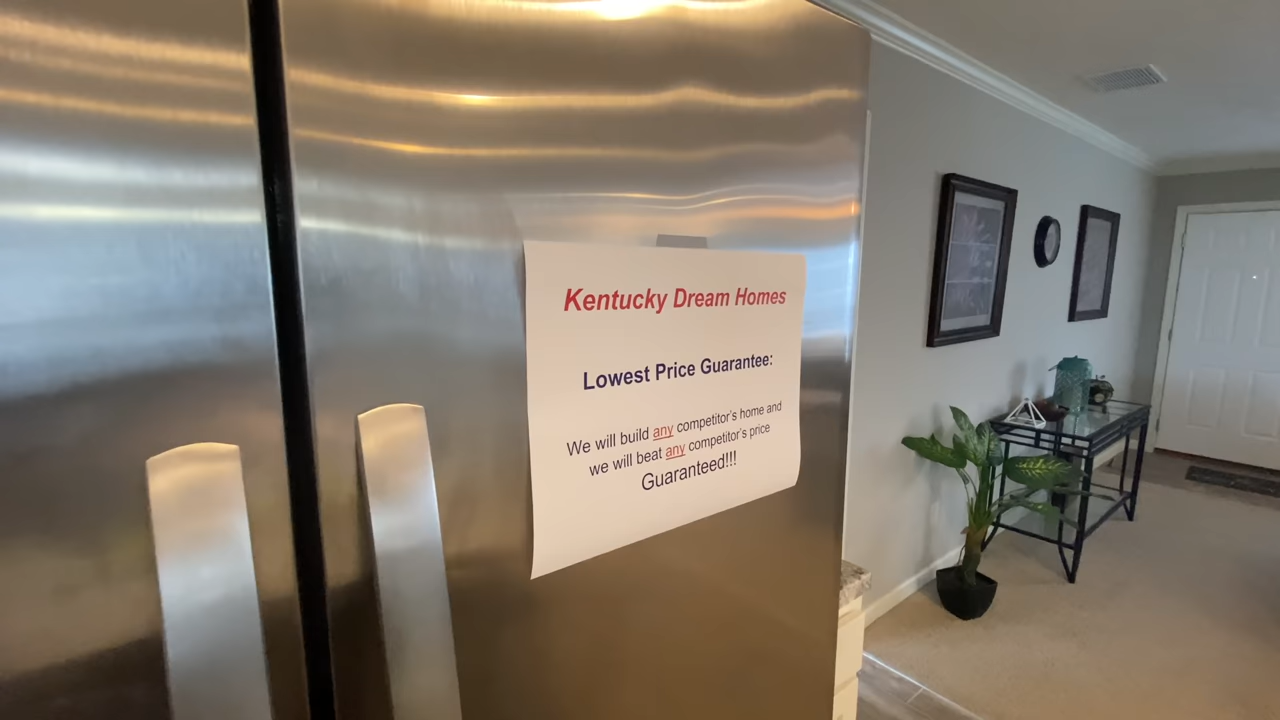 Kentucky Dream Homes
Lowest Price Guarantee:
We will build any competitor's home and
we will beat any competitor's price
Guaranteed!!!